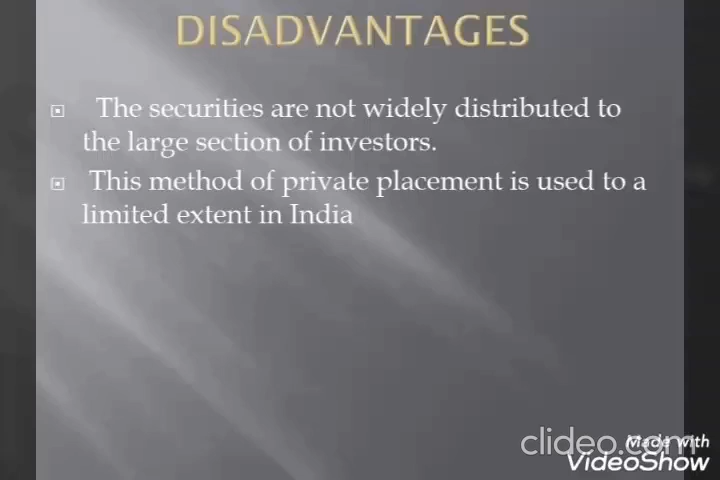 DISADVANTAGES
The securities are not widely distributed to
the large section of investors.
This method of private placement is used to a
limited extent in India
clideo.com
Made with
VideoShow